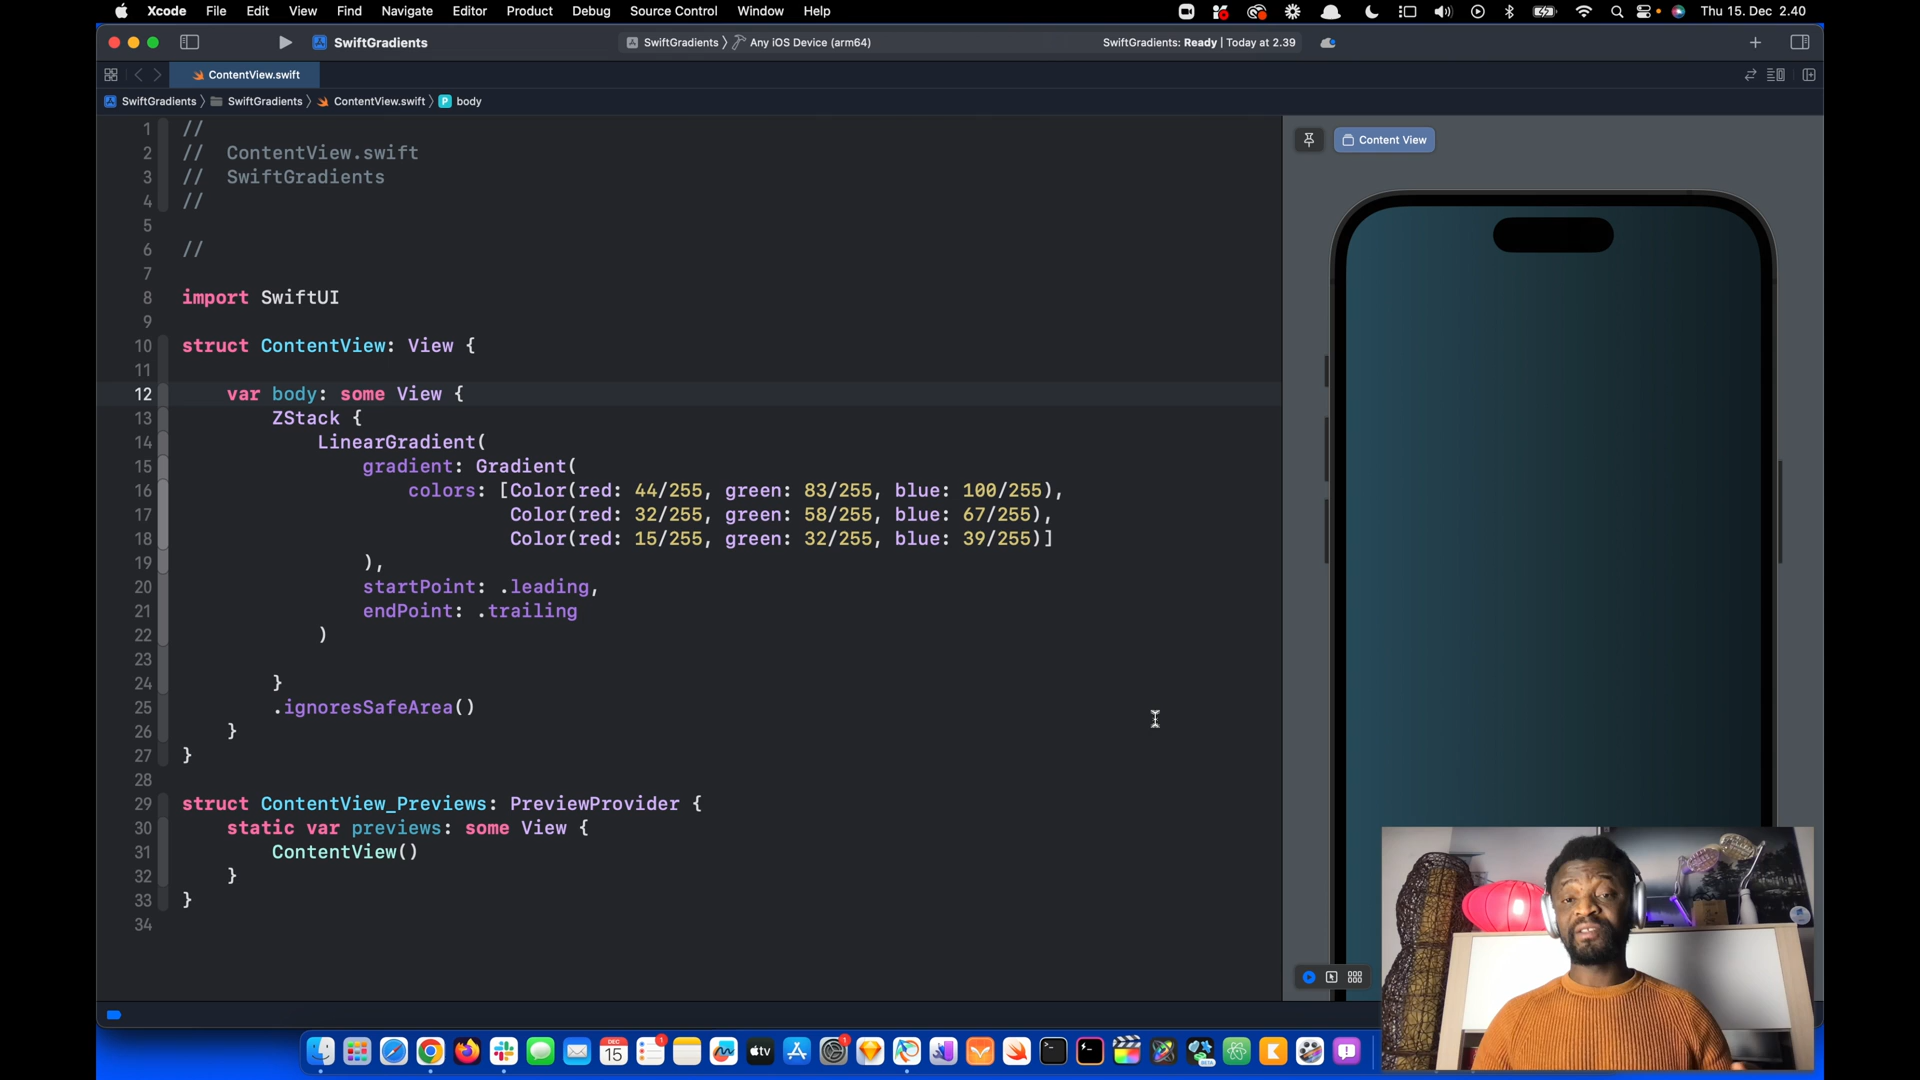 Xcode File Edit View Find Navigate Editor Product Debug Source Control Window Help Thu 15. Dec 2.40
SwiftGradients SwiftGradients 〉 Any iOS Device (arm64) SwiftGradients: Ready | Today at 2.39
ContentView.swift
SwiftGradients 〉 SwiftGradients 〉 ContentView.swift 〉 P body
Content View
1 //
2 //  ContentView.swift
3 //  SwiftGradients
4 //
5
6 //
7
8 import SwiftUI
9
10 struct ContentView: View {
11
12     var body: some View {
13         ZStack {
14             LinearGradient(
15                 gradient: Gradient(
16                     colors: [Color(red: 44/255, green: 83/255, blue: 100/255),
17                              Color(red: 32/255, green: 58/255, blue: 67/255),
18                              Color(red: 15/255, green: 32/255, blue: 39/255)]
19                 ),
20                 startPoint: .leading,
21                 endPoint: .trailing
22             )
23
24         }
25         .ignoresSafeArea()
26     }
27 }
28
29 struct ContentView_Previews: PreviewProvider {
30     static var previews: some View {
31         ContentView()
32     }
33 }
34
DEC
15
1
tv
1
BETA
K